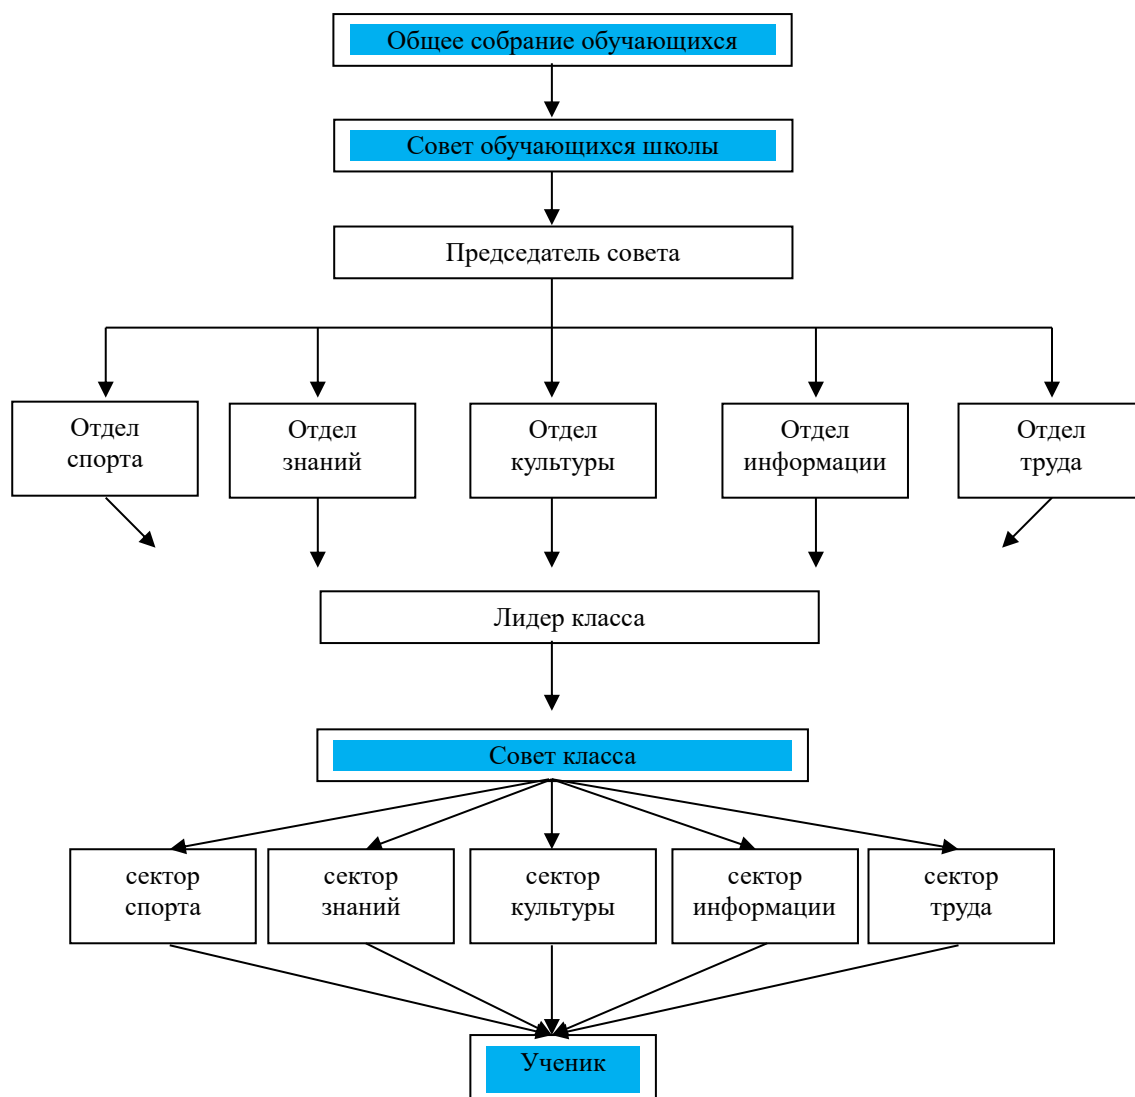 Общее собрание обучающихся
Совет обучающихся школы
Председатель совета
Отдел
спорта
Отдел
знаний
Отдел
культуры
Отдел
информации
Отдел
труда
Лидер класса
Совет класса
сектор
спорта
сектор
знаний
сектор
культуры
сектор
информации
сектор
труда
Ученик